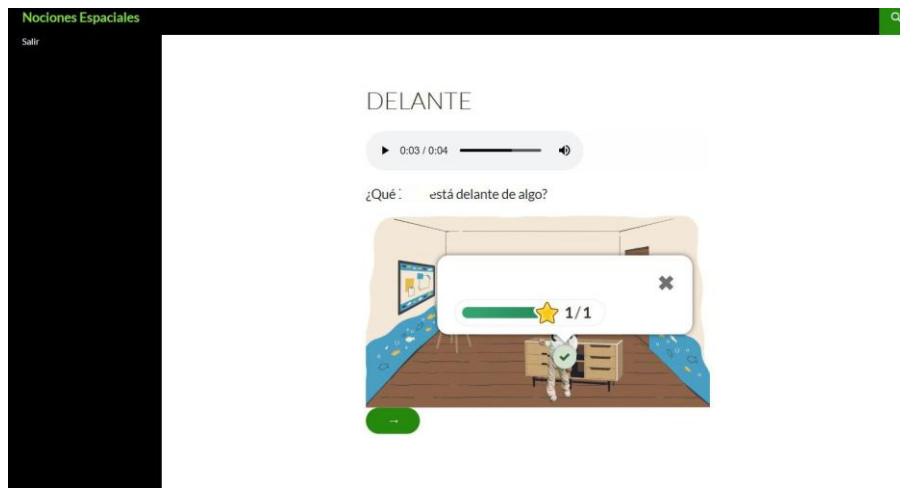 Nociones Espaciales
Salir
DELANTE
0:03 / 0:04
¿Qué está delante de algo?
1/1